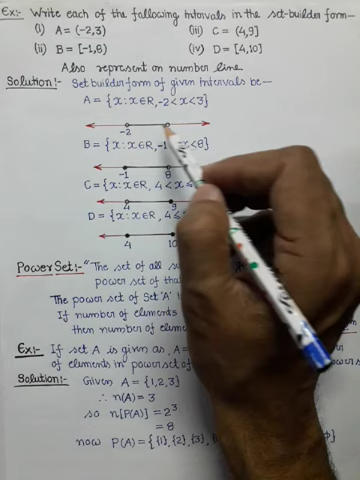 Ex:- Write each of the following Intervals in the set-builder form—
(i) A = (-2,3) (iii) C = (4,9]
(ii) B = [-1,8) (iv) D = [4,10]
Also represent on number line.
Solution:- Set builder form of given Intervals be—
A = {x:x∈R, -2<x<3}
-2
B = {x:x∈R, -1 x<8}
-1 8
C = {x:x∈R, 4<x≤
4 9
D = {x:x∈R, 4≤
4 10
Power Set:- "The set of all
power set of that
The power set of Set 'A'
If number of elements
then number of
Ex:- If set A is given as, A =
of elements in power set of
Solution:- Given A = {1,2,3}
∴ n(A) = 3
so n[P(A)] = 2³
= 8
now P(A) = {{1}, {2}, {3}, {1